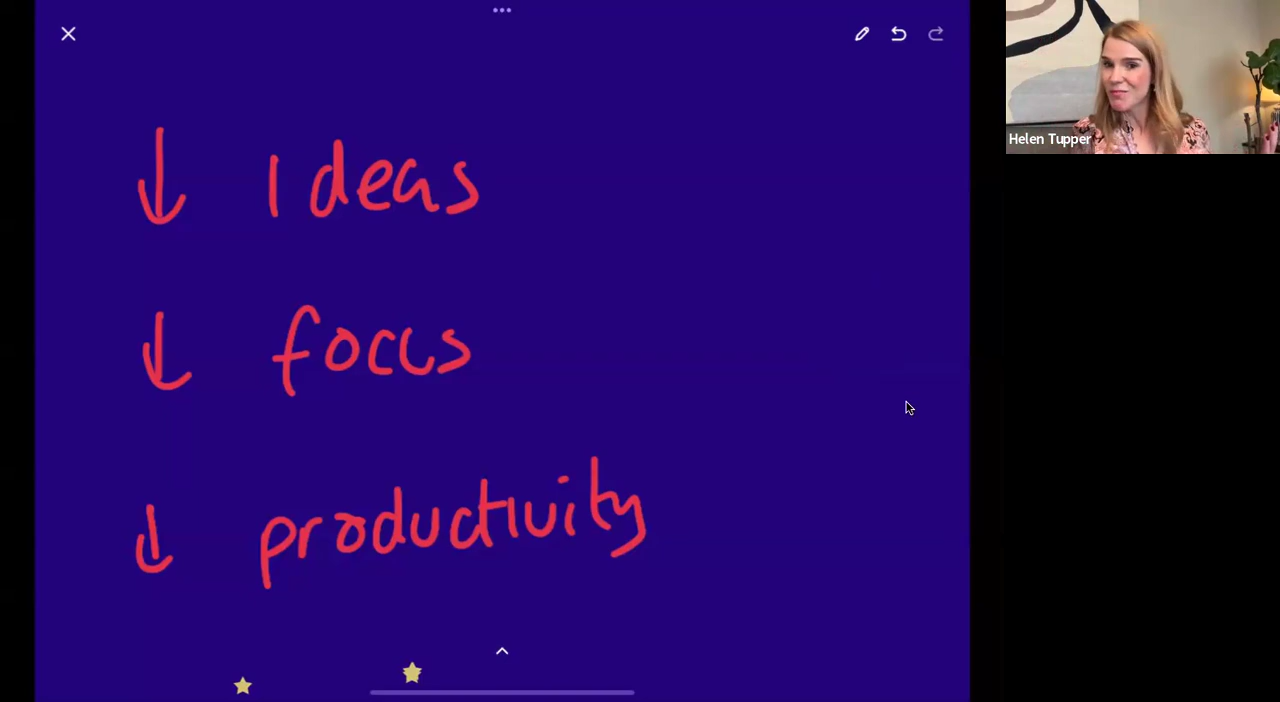 ↓ Ideas
↓ focus
↓ productivity
Helen Tupper